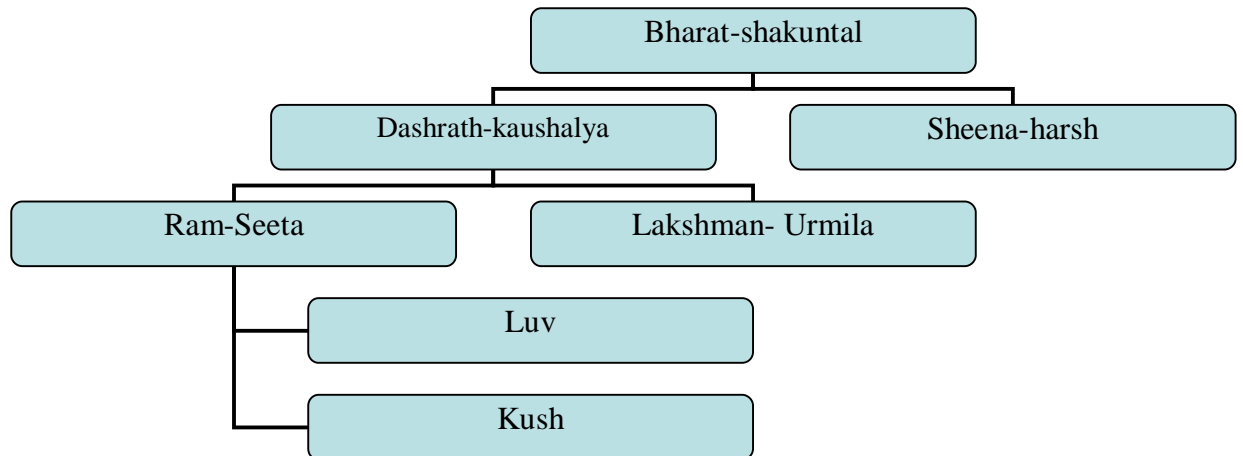 Bharat-shakuntal
Dashrath-kaushalya
Sheena-harsh
Ram-Seeta
Lakshman- Urmila
Luv
Kush